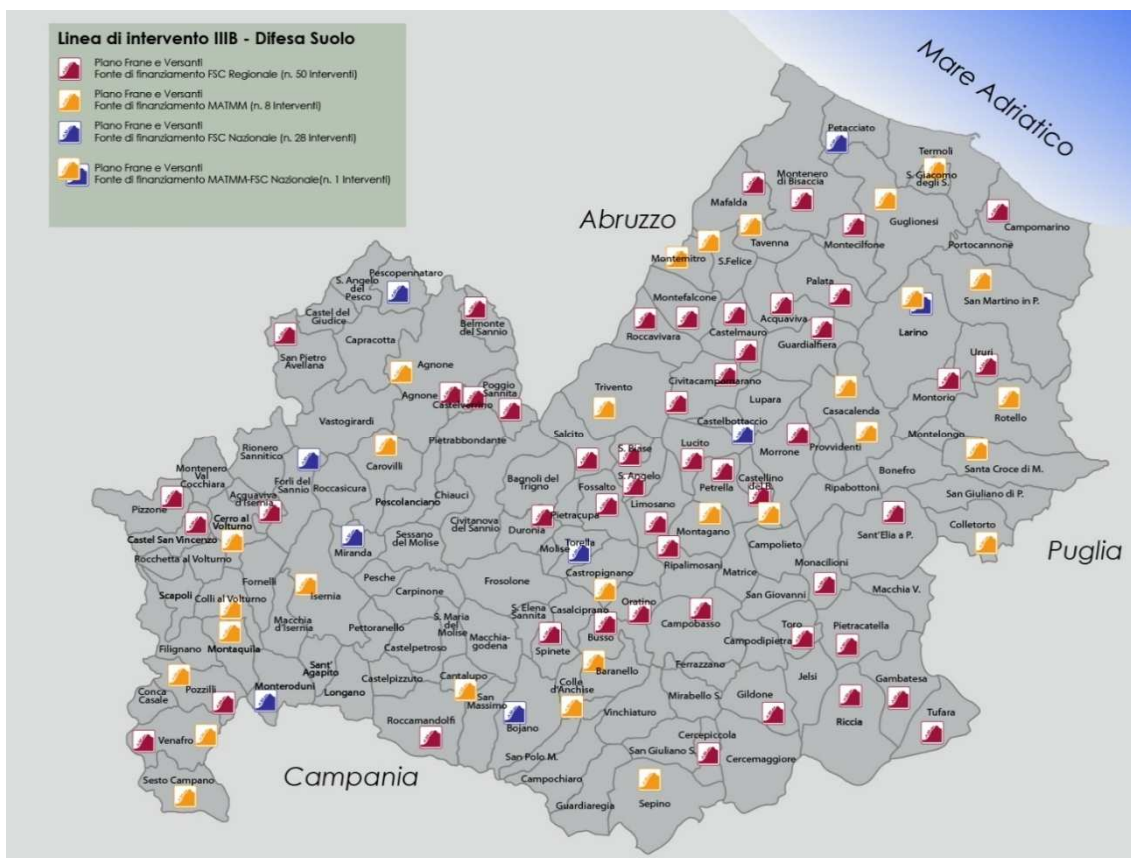 Linea di intervento IIIB - Difesa Suolo
Piano Frane e Versanti
Fonte di finanziamento FSC Regionale (n. 50 Interventi)
Piano Frane e Versanti
Fonte di finanziamento MATMM (n. 8 Interventi)
Piano Frane e Versanti
Fonte di finanziamento FSC Nazionale (n. 28 Interventi)
Piano Frane e Versanti
Fonte di finanziamento MATMM-FSC Nazionale(n. 1 Interventi)
Mare Adriatico
Abruzzo
Puglia
Campania
Petacciato
Termoli
S. Giacomo
degli S.
Montenero
di Bisaccia
Mafalda
Guglionesi
Campomarino
Tavenna
Montecilfone
Portocannone
Montemitro
S.Felice
San Martino in P.
Palata
Montefalcone
Acquaviva
Larino
Roccavivara
Castelmauro
Guardialfiera
Ururi
Pescopennataro
S. Angelo
del
Pesco
Castel del
Giudice
Belmonte
del Sannio
Capracotta
San Pietro
Avellana
Agnone
Agnone
Poggio
Sannita
Castelverrino
Trivento
Civitacampomarano
Lupara
Casacalenda
Montorio
Rotello
Vastogirardi
Castelbottaccio
Morrone
Provvidenti
Montelongo
Pietrabbondante
Salcito
Rionero
Sannitico
Carovilli
S. Biase
Lucito
Santa Croce di M.
Montenero
Val
Cocchiara
Forlì del
Sannio
Roccasicura
Pescolanciano
Chiauci
Bagnoli del
Trigno
Fossalto
S. Angelo
Petrella
Castellino
del B.
Ripabottoni
Bonefro
San Giuliano di P.
Acquaviva
d'Isernia
Pizzone
Cerro al
Volturno
Civitanova
del Sannio
Duronia
Pietracupa
Limosano
Montagano
Colletorto
Castel San Vincenzo
Sessano
del Molise
Miranda
Torella
Molise
Campolieto
Sant'Elia a P.
Rocchetta al Volturno
Ripalimosani
Matrice
Monacilioni
Fornelli
Pesche
Frosolone
Castropignano
San Giovanni
Macchia V.
Scapoli
Colli al Volturno
Isernia
Carpinone
Casalciprano
Oratino
Macchia
d'Isernia
Pettoranello
S. Maria
del
Molise
S. Elena
Sannita
Busso
Campobasso
Campodipietra
Toro
Pietracatella
Filignano
Montaquila
Castelpetroso
Macchia-
godena
Spinete
Baranello
Ferrazzano
Jelsi
Gambatesa
Sant'
Agapito
Conca
Casale
Pozzilli
Monteroduni
Longano
Castelpizzuto
Cantalupo
San
Massimo
Colle
d'Anchise
Mirabello S.
Gildone
Riccia
Tufara
Roccamandolfi
Bojano
Vinchiaturo
Venafro
San Polo M.
San Giuliano S.
Cercepiccola
Cercemaggiore
Sesto Campano
Campochiaro
Guardiaregia
Sepino